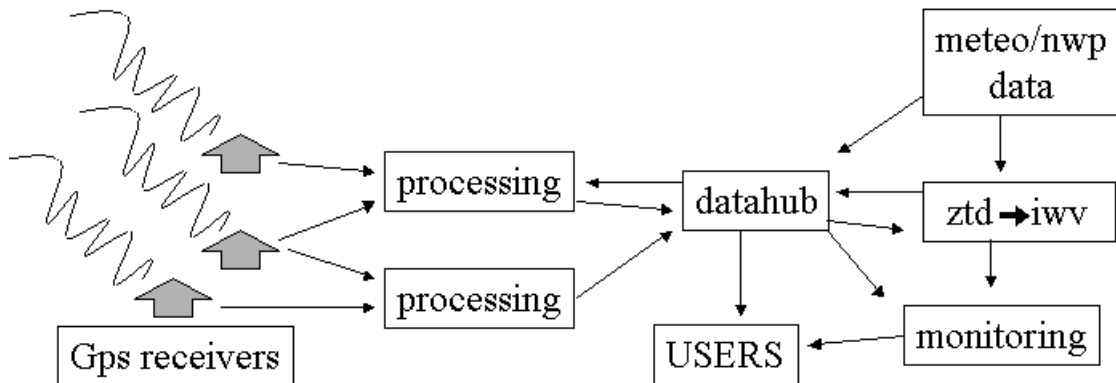 meteo/nwp
data
processing
datahub
ztd → iwv
processing
Gps receivers
USERS
monitoring